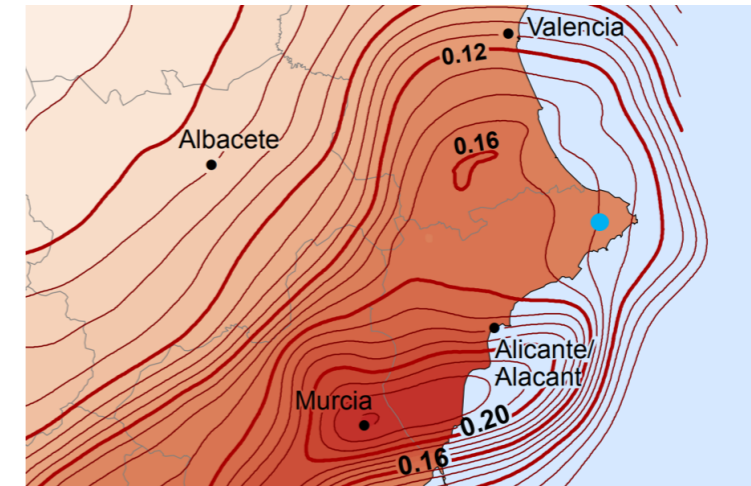 Valencia
0.12
Albacete
0.16
Alicante/
Alacant
Murcia
0.20
0.16